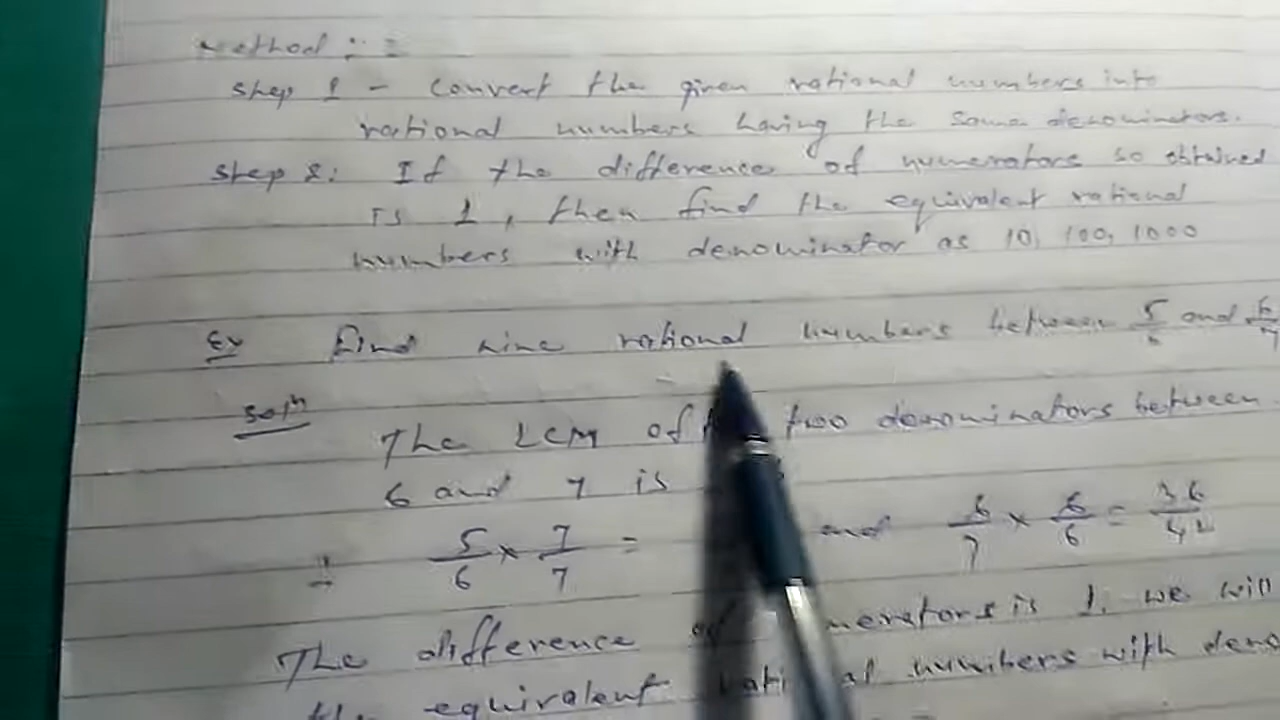 Method :-
Step 1 - Convert the given rational numbers into
rational numbers having the same denominators.
Step 2: If the difference of numerators so obtained
is 1, then find the equivalent rational
numbers with denominator as 10, 100, 1000
Ex Find nine rational numbers between 5/6 and 6/7
Soln
The LCM of two denominators between
6 and 7 is
∴ 5/6 × 7/7 = and 6/7 × 6/6 = 36/42
The difference of numerators is 1. we will
the equivalent rational numbers with